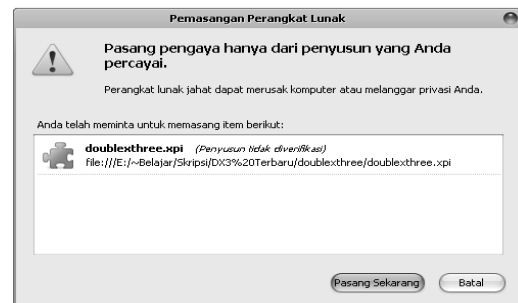 Pemasangan Perangkat Lunak
Pasang pengaya hanya dari penyusun yang Anda
percayai.
Perangkat lunak jahat dapat merusak komputer atau melanggar privasi Anda.
Anda telah meminta untuk memasang item berikut:
doublexthree.xpi (Penyusun tidak diverifikasi)
file:///E:/~Belajar/Skripsi/DX3%20Terbaru/doublexthree/doublexthree.xpi
Pasang Sekarang Batal